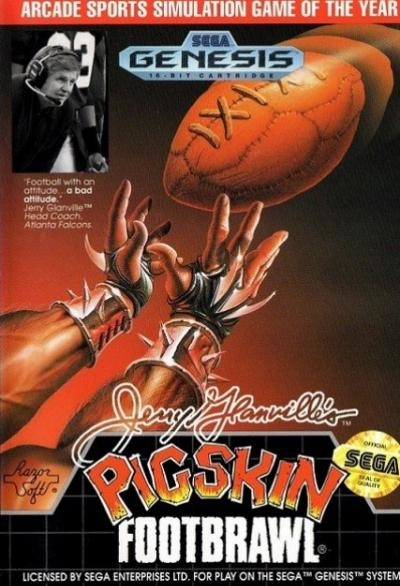 ARCADE SPORTS SIMULATION GAME OF THE YEAR
SEGA
GENESIS
16-BIT CARTRIDGE
"Football with an
attitude... a bad
attitude."
Jerry Glanville™
Head Coach,
Atlanta Falcons.
Jerry Glanville's™
Razor
Soft®
OFFICIAL
SEGA
SEAL OF
QUALITY
PIGSKIN
FOOTBRAWL®
LICENSED BY SEGA ENTERPRISES LTD. FOR PLAY ON THE SEGA™ GENESIS™ SYSTEM